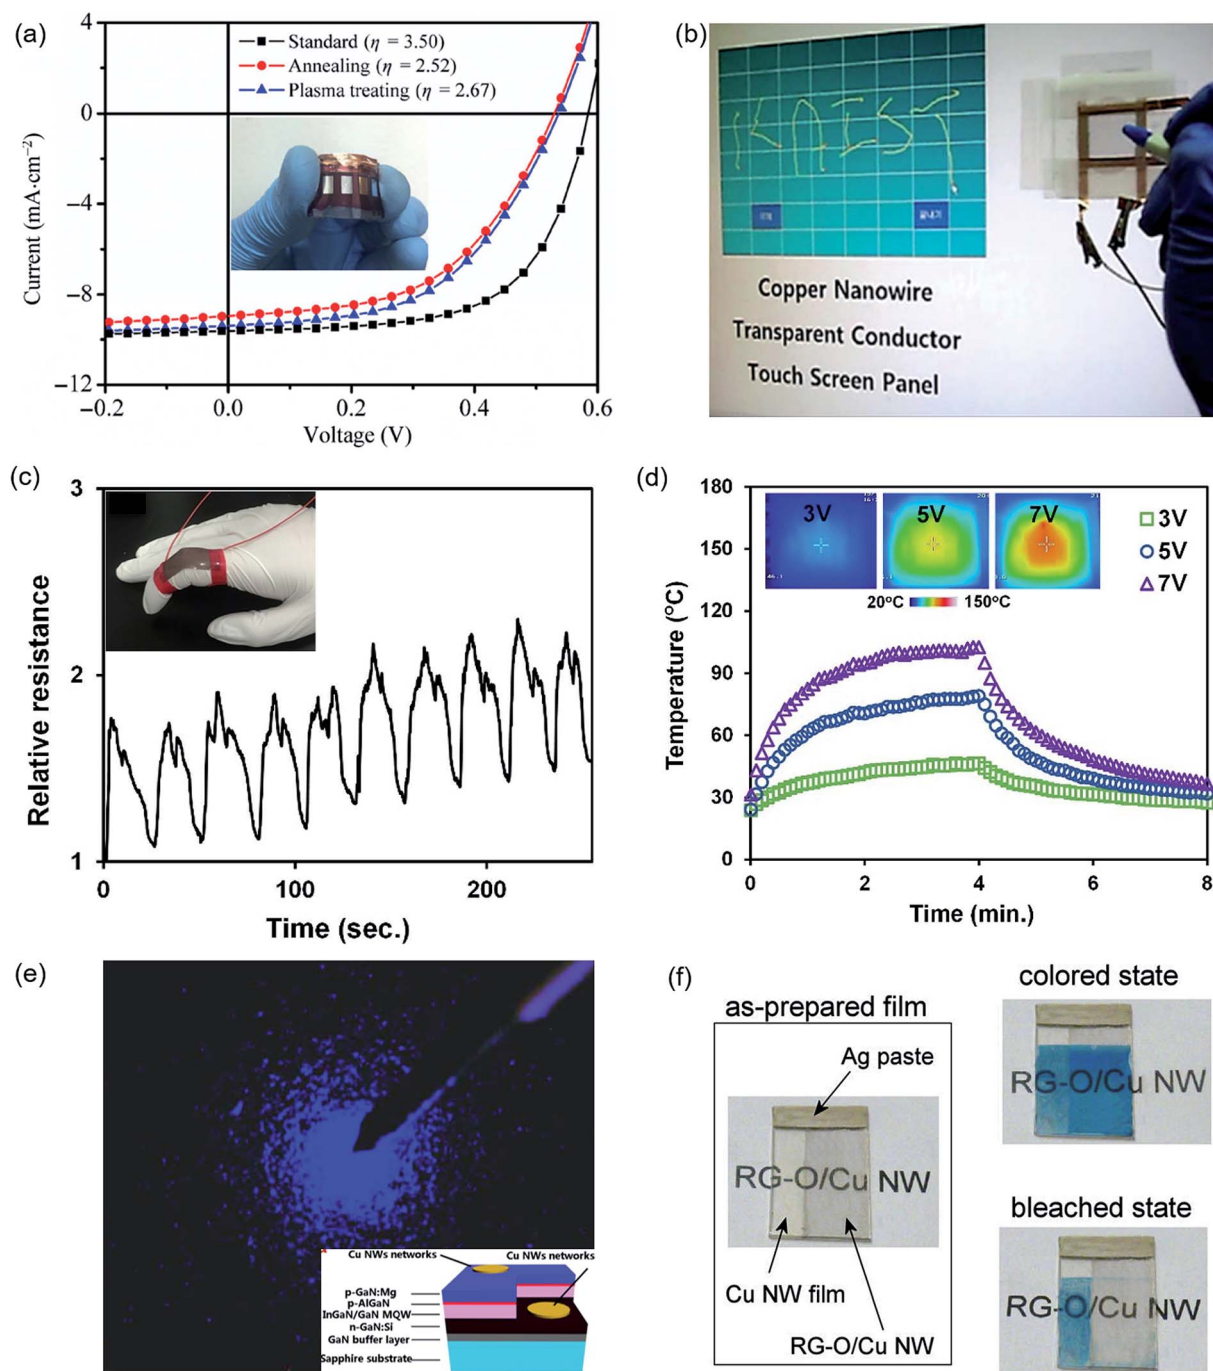 (a)
4
0
−4
−8
−12
Current (mA·cm⁻²)
Standard (η = 3.50)
Annealing (η = 2.52)
Plasma treating (η = 2.67)
−0.2
0.0
0.2
0.4
0.6
Voltage (V)
(b)
KAIST
Copper Nanowire
Transparent Conductor
Touch Screen Panel
(c)
3
2
1
Relative resistance
0
100
200
Time (sec.)
(d)
180
150
120
90
60
30
0
Temperature (°C)
3V
5V
7V
20°C
150°C
3V
5V
7V
0
2
4
6
8
Time (min.)
(e)
Cu NWs networks
Cu NWs networks
p-GaN:Mg
p-AlGaN
InGaN/GaN MQW
n-GaN:Si
GaN buffer layer
Sapphire substrate
(f)
as-prepared film
Ag paste
RG-O/Cu NW
Cu NW film
RG-O/Cu NW
colored state
RG-O/Cu NW
bleached state
RG-O/Cu NW